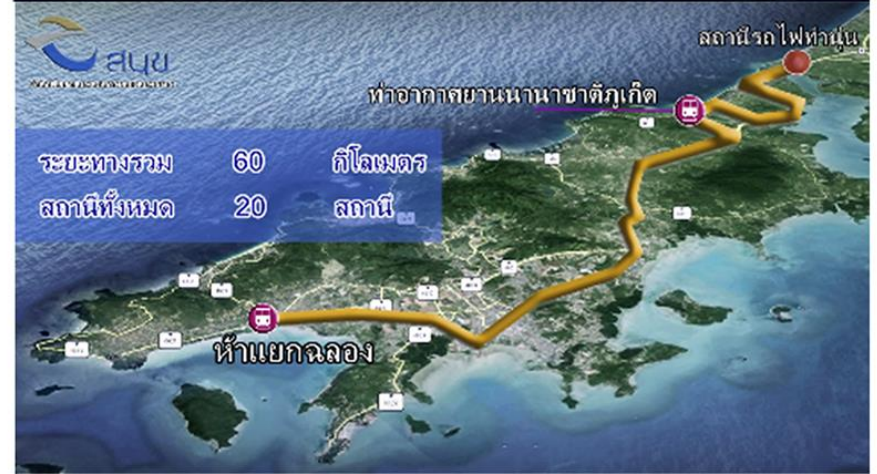 สนข
สถานีรถไฟท่านุ่น
ท่าอากาศยานนานาชาติภูเก็ต
ระยะทางรวม 60 กิโลเมตร
สถานีทั้งหมด 20 สถานี
ห้าแยกฉลอง